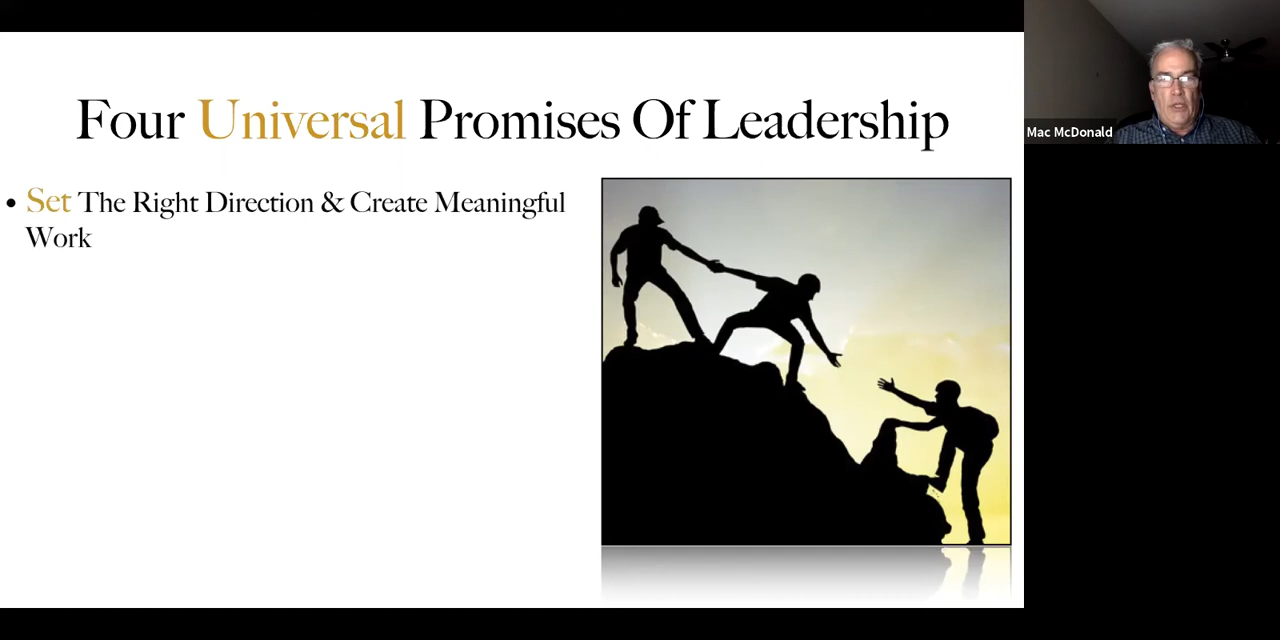 Four Universal Promises Of Leadership
• Set The Right Direction & Create Meaningful
Work
Mac McDonald